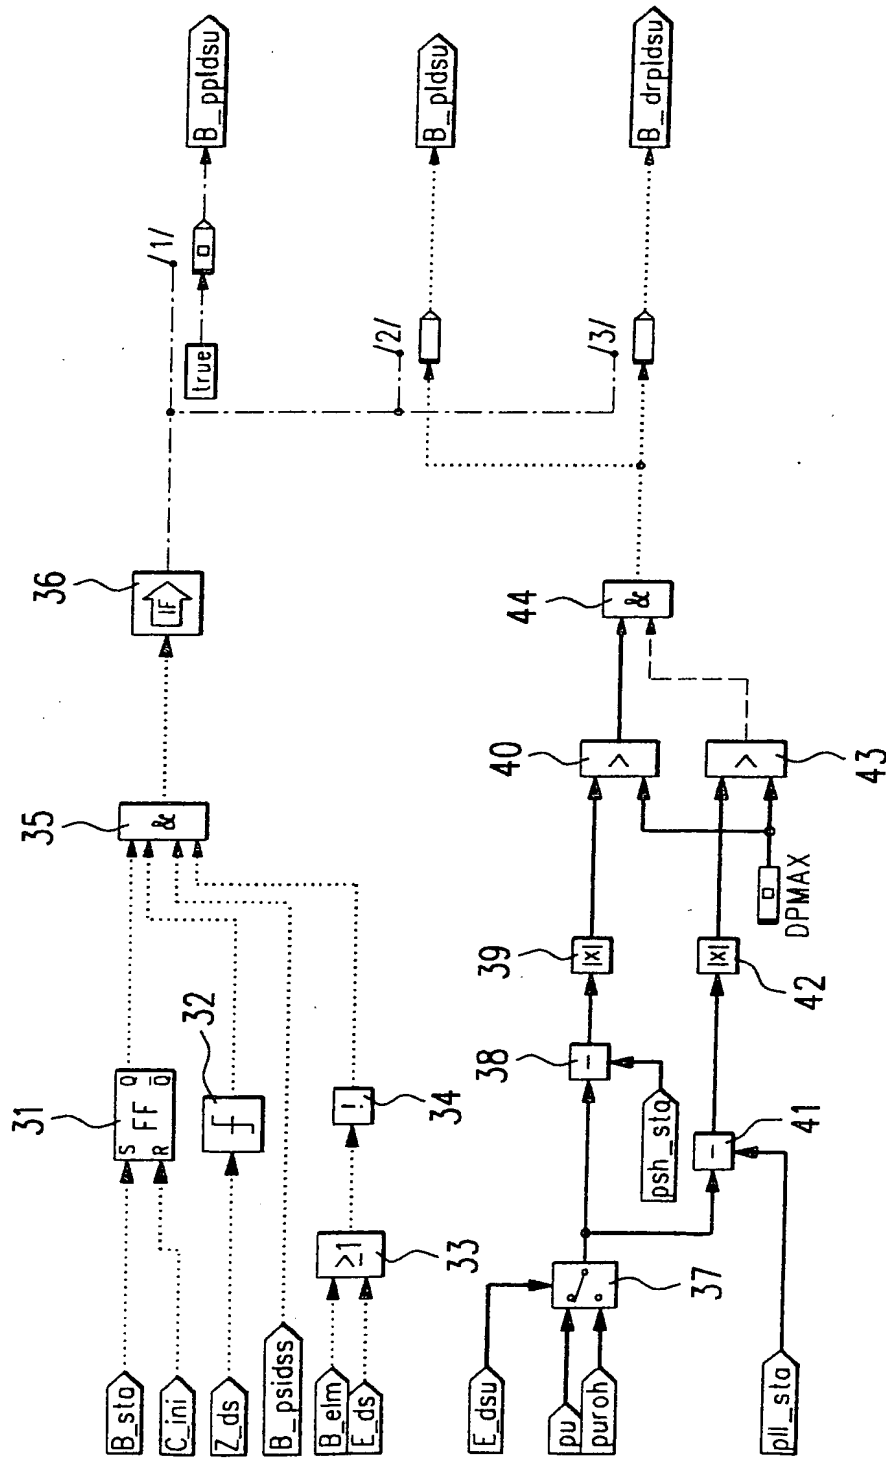 B_sta
C_ini
Z_ds
B_psidss
B_elm
E_ds
31
S
R
FF
Q
Q̅
32
33
≥1
34
!
35
&
36
IF
/1/
true
B_ppldsu
/2/
B_pldsu
/3/
B_drpldsu
E_dsu
pu
puroh
pll_sta
37
38
−
psh_sta
41
−
39
|x|
42
|x|
DPMAX
40
>
43
>
44
&